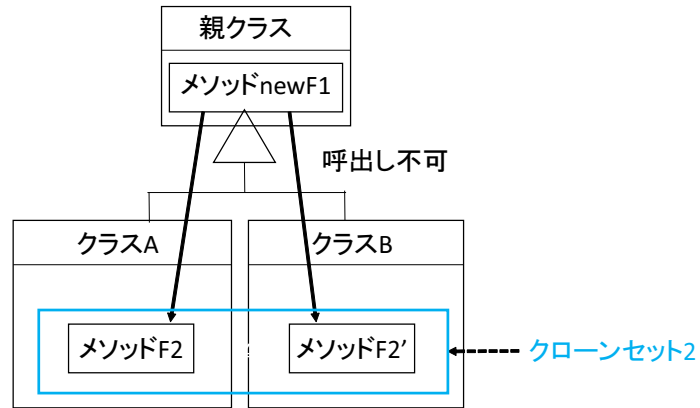 親クラス
メソッドnewF1
呼出し不可
クラスA
クラスB
メソッドF2
メソッドF2’
クローンセット2